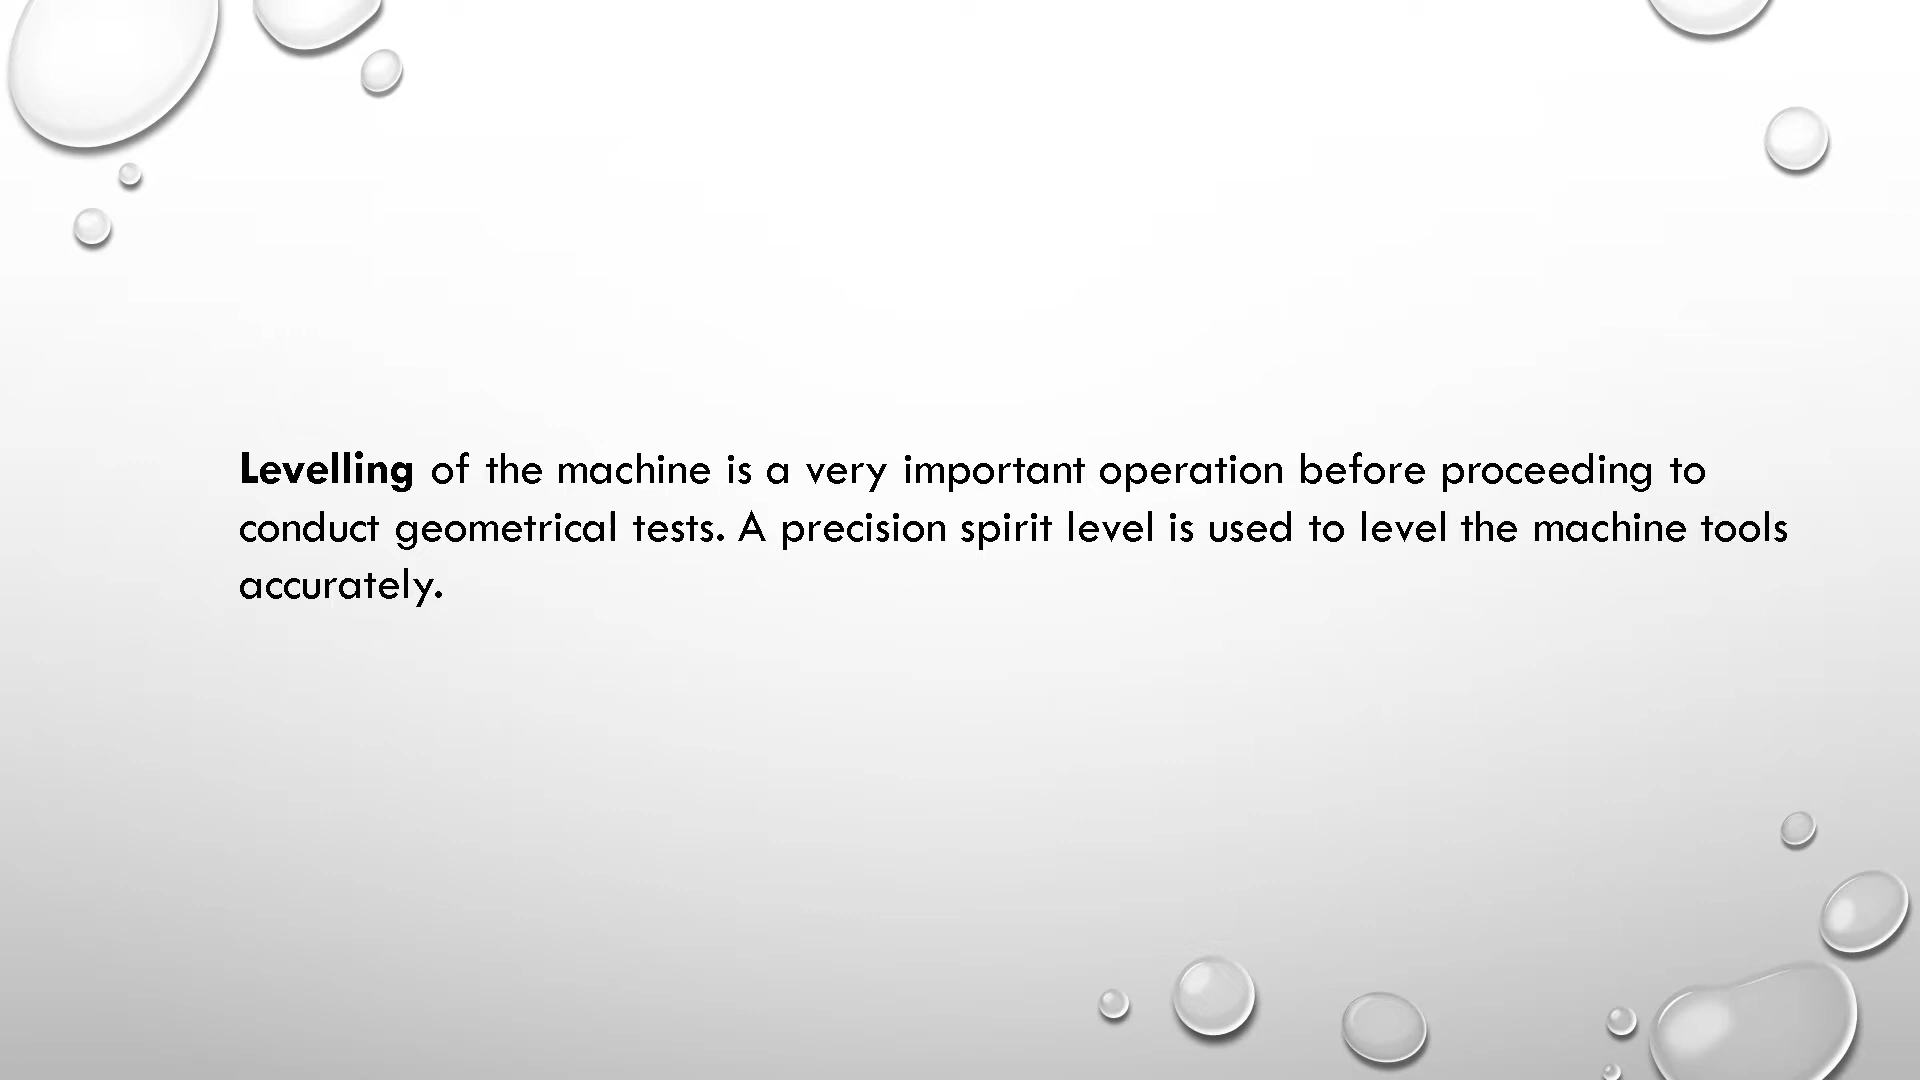 Levelling of the machine is a very important operation before proceeding to
conduct geometrical tests. A precision spirit level is used to level the machine tools
accurately.